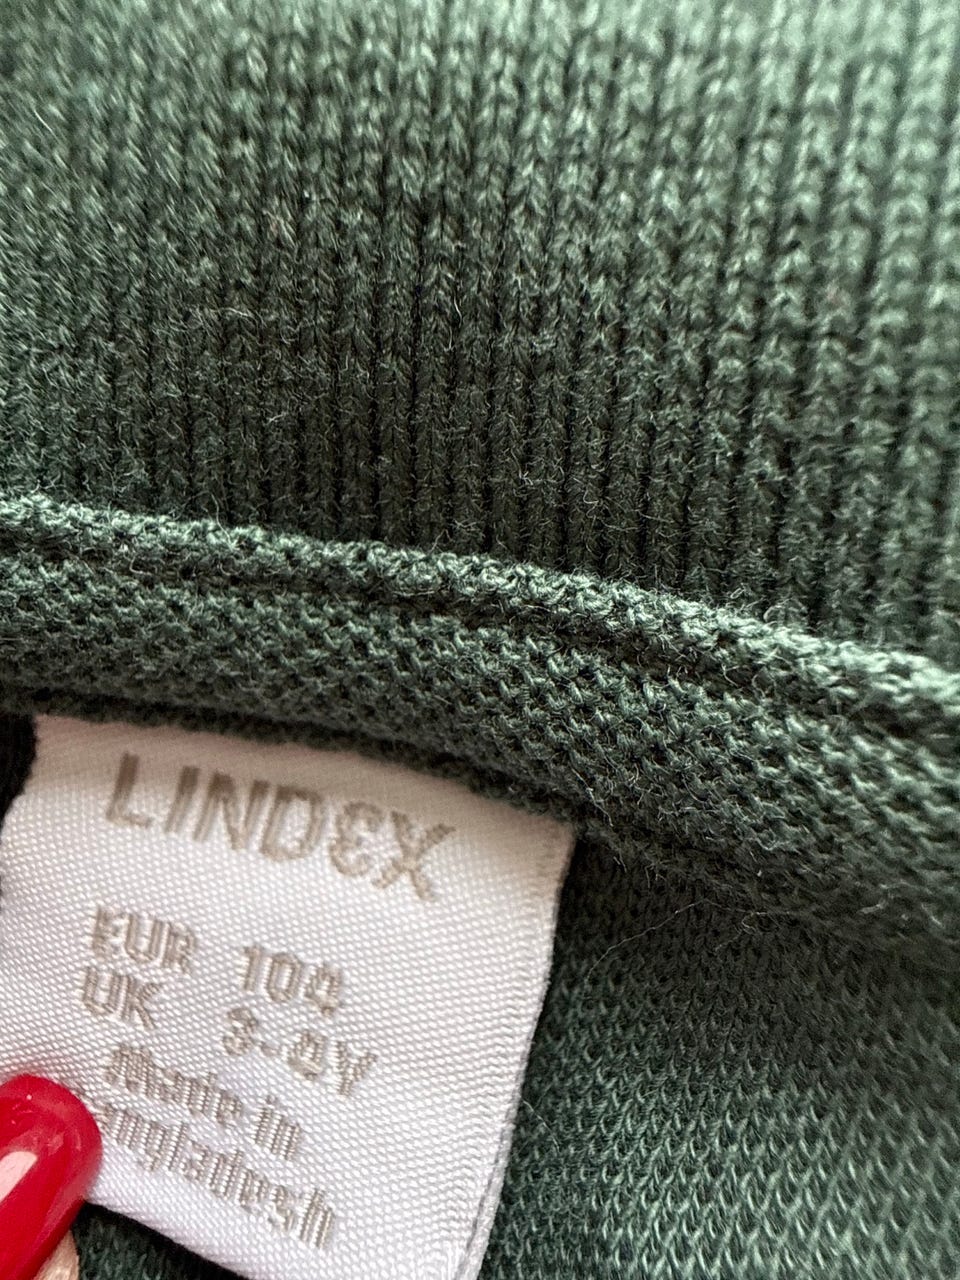 LINDEX
EUR 104
UK 3-4Y
Made in
angladesh